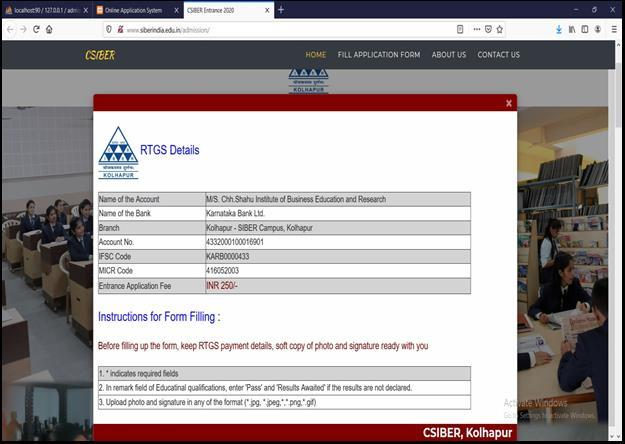 localhost:90 / 127.0.0.1 / admis
Online Application System
CSIBER Entrance 2020
www.siberindia.edu.in/admission/
CSIBER
HOME FILL APPLICATION FORM ABOUT US CONTACT US
KOLHAPUR
×
KOLHAPUR
RTGS Details
Name of the Account M/S. Chh.Shahu Institute of Business Education and Research
Name of the Bank Karnataka Bank Ltd.
Branch Kolhapur - SIBER Campus, Kolhapur
Account No. 4332000100016901
IFSC Code KARB0000433
MICR Code 416052003
Entrance Application Fee INR 250/-
Instructions for Form Filling :
Before filling up the form, keep RTGS payment details, soft copy of photo and signature ready with you
1. * indicates required fields
2. In remark field of Educatinal qualifications, enter 'Pass' and 'Results Awaited' if the results are not declared.
3. Upload photo and signature in any of the format (*.jpg, *.jpeg,*.*.png,*.gif)
Activate Windows
Go to Settings to activate Windows.
CSIBER, Kolhapur